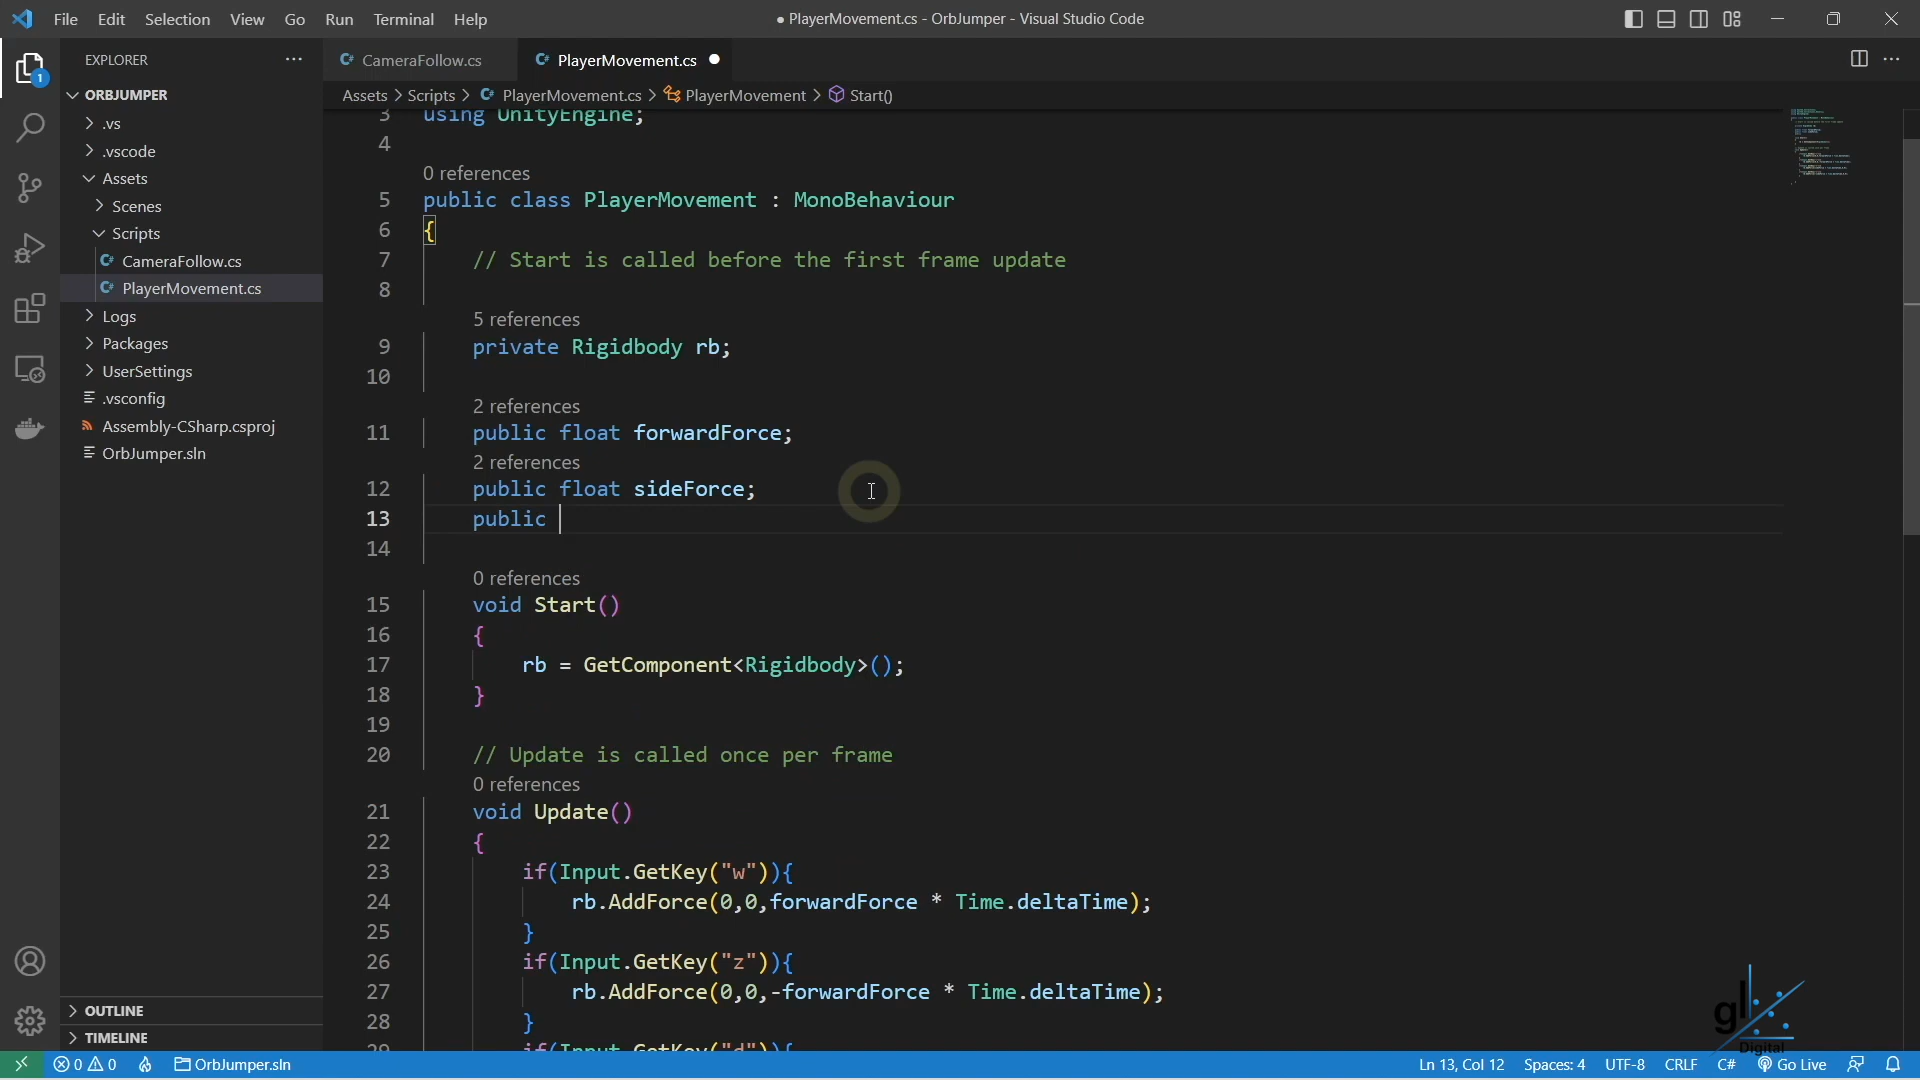 File Edit Selection View Go Run Terminal Help
● PlayerMovement.cs - OrbJumper - Visual Studio Code
EXPLORER
ORBJUMPER
.vs
.vscode
Assets
Scenes
Scripts
CameraFollow.cs
PlayerMovement.cs
Logs
Packages
UserSettings
.vsconfig
Assembly-CSharp.csproj
OrbJumper.sln
OUTLINE
TIMELINE
CameraFollow.cs PlayerMovement.cs
Assets > Scripts > PlayerMovement.cs > PlayerMovement > Start()
3 using UnityEngine;
4
0 references
5 public class PlayerMovement : MonoBehaviour
6 {
7 // Start is called before the first frame update
8
5 references
9 private Rigidbody rb;
10
2 references
11 public float forwardForce;
2 references
12 public float sideForce;
13 public
14
0 references
15 void Start()
16 {
17 rb = GetComponent<Rigidbody>();
18 }
19
20 // Update is called once per frame
0 references
21 void Update()
22 {
23 if(Input.GetKey("w")){
24 rb.AddForce(0,0,forwardForce * Time.deltaTime);
25 }
26 if(Input.GetKey("z")){
27 rb.AddForce(0,0,-forwardForce * Time.deltaTime);
28 }
29 if(Input.GetKey("d")){
1
gl
Digital
0 0 OrbJumper.sln Ln 13, Col 12 Spaces: 4 UTF-8 CRLF C# Go Live